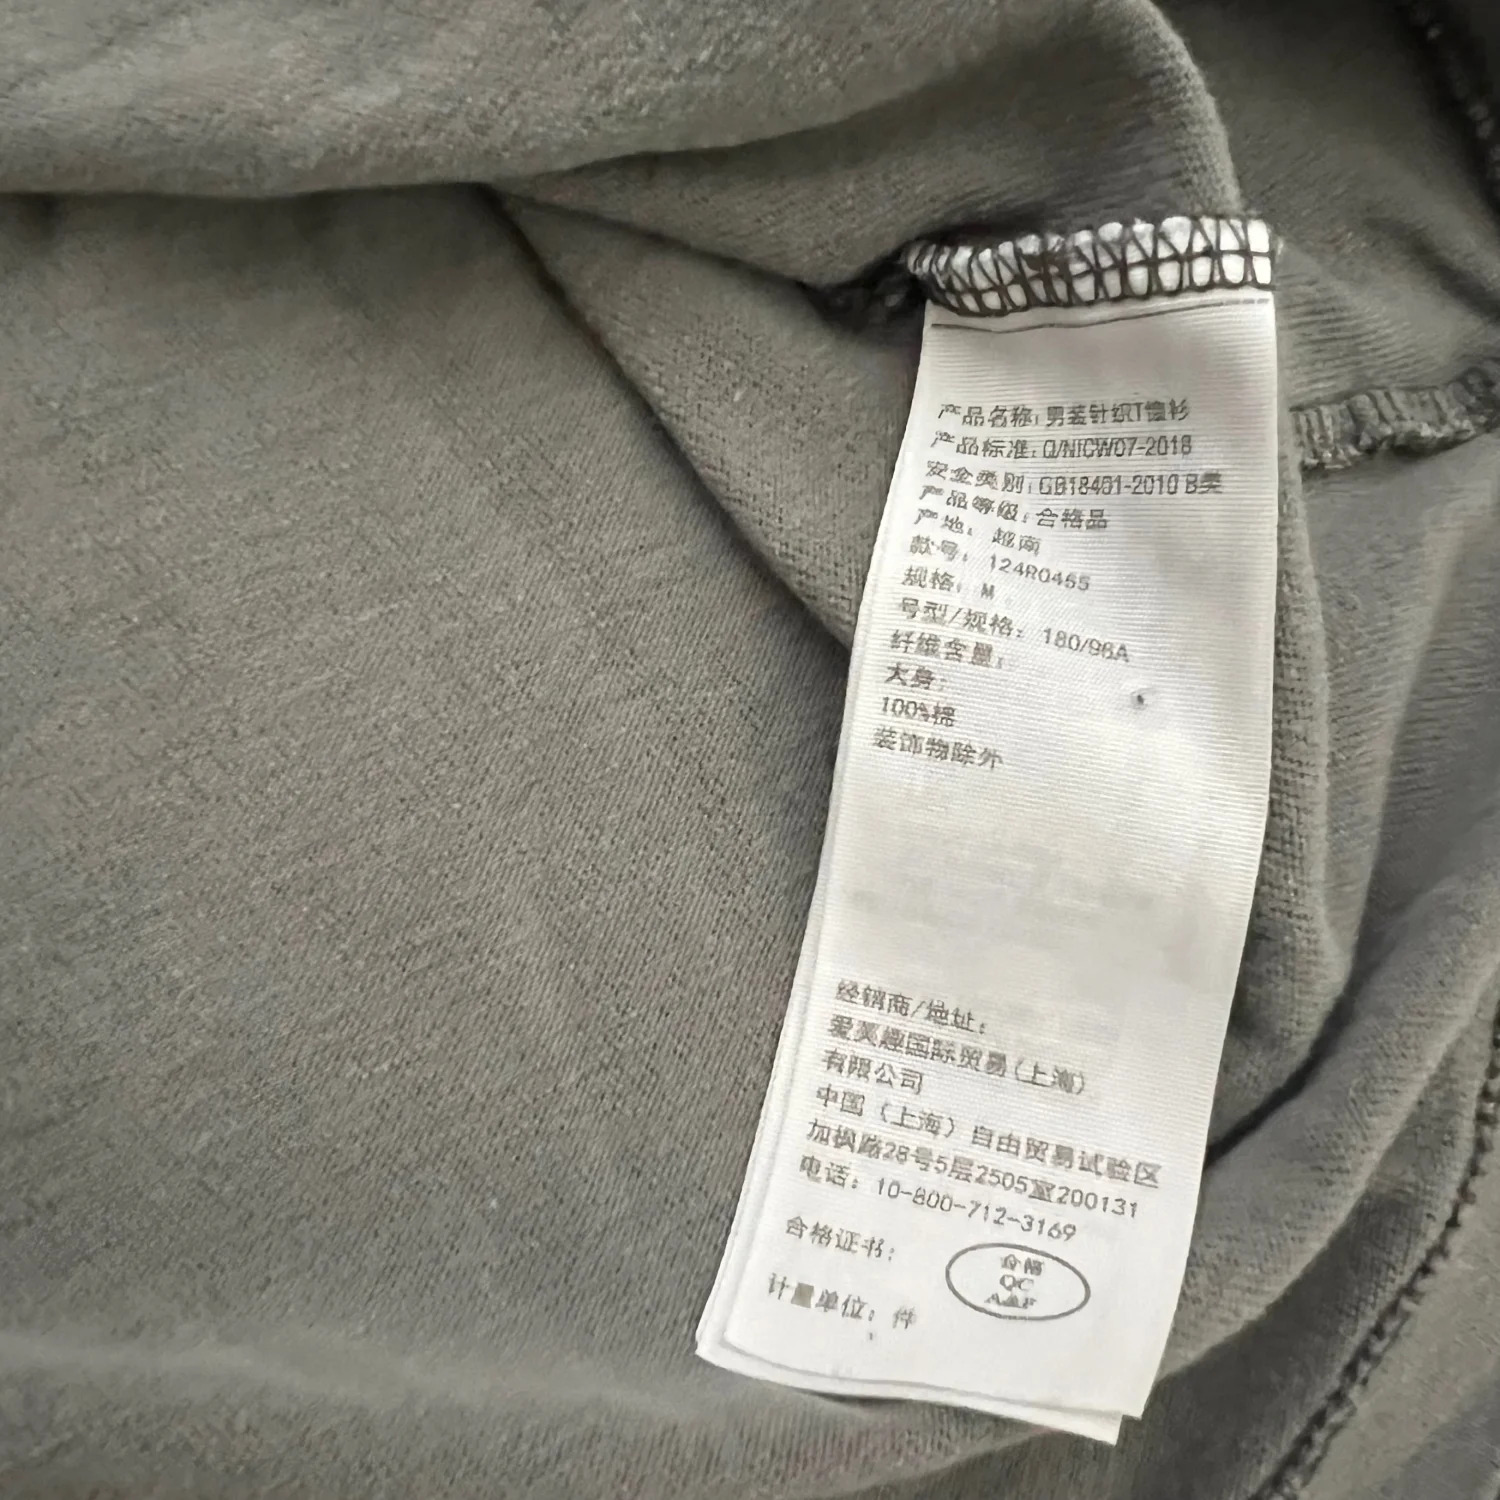 产品名称：男装针织T恤衫
产品标准：Q/NICW07-2018
安全类别：GB18401-2010 B类
产品等级：合格品
产地：越南
款号：124R0465
规格：M
号型/规格：180/96A
纤维含量：
大身：
100%棉
装饰物除外
经销商/地址：
爱芙趣国际贸易(上海)
有限公司
中国（上海）自由贸易试验区
加枫路28号5层2505室200131
电话：10-800-712-3169
合格证书：
合格
QC
A&F
计量单位：件